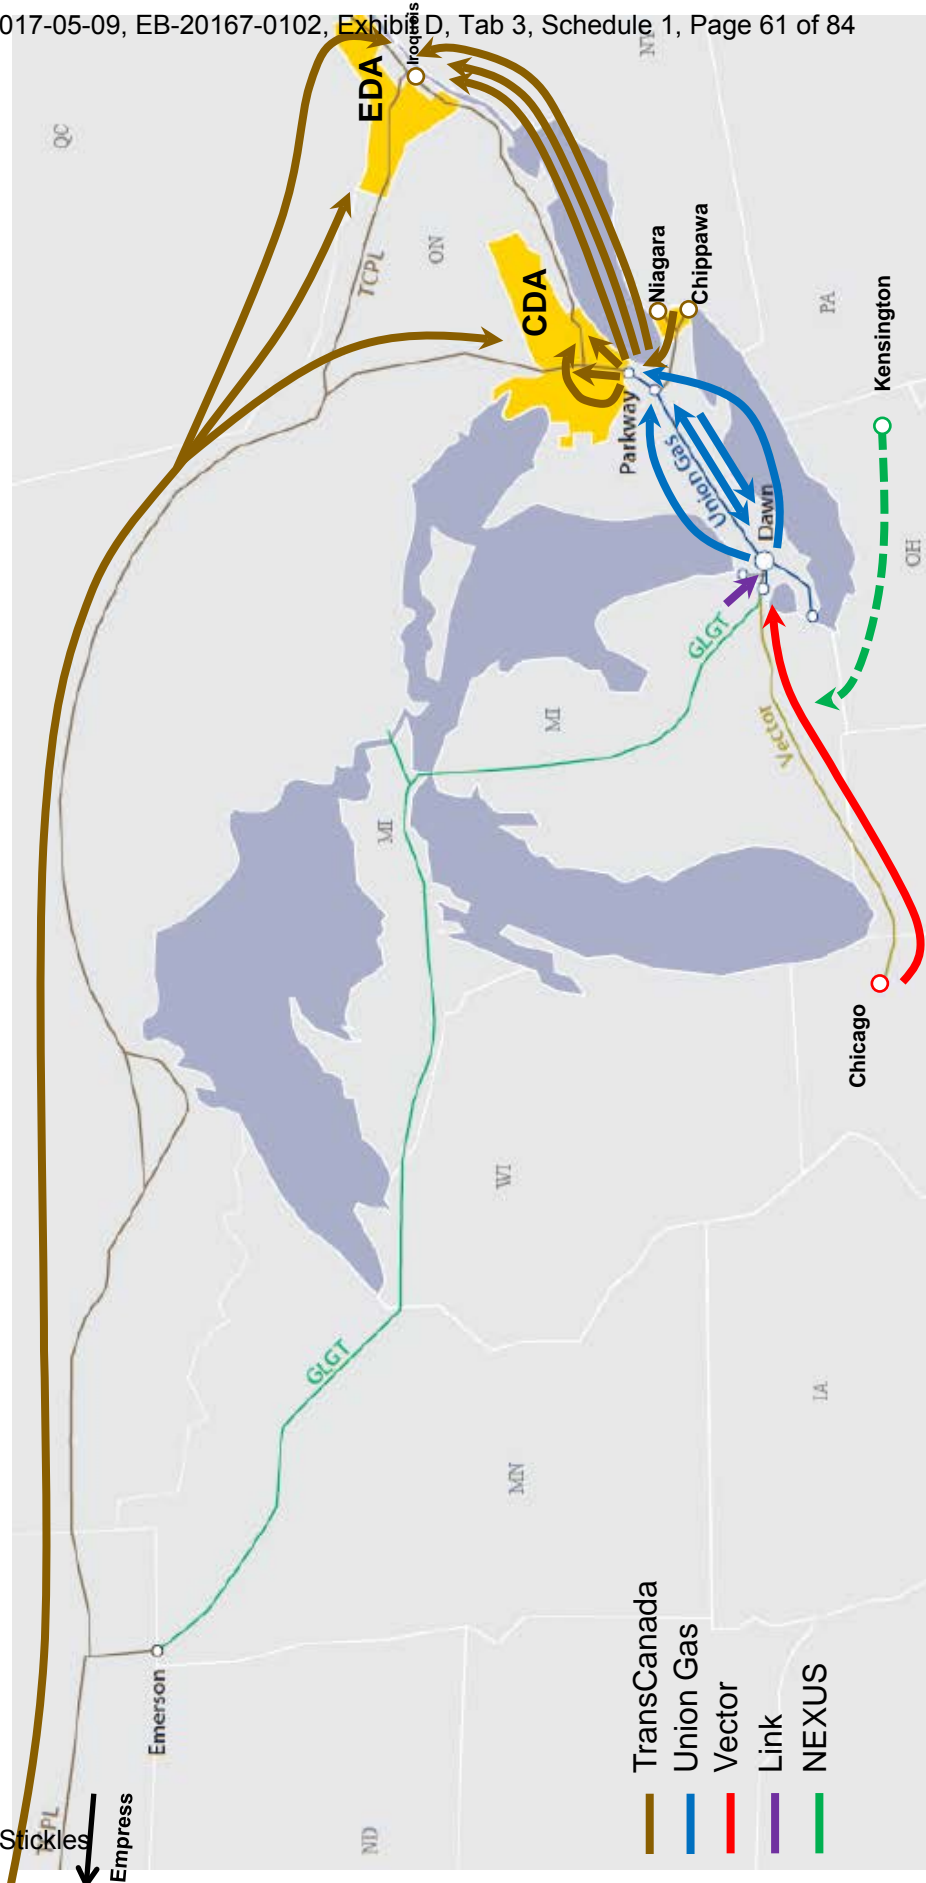 017-05-09, EB-20167-0102, Exhibit D, Tab 3, Schedule 1, Page 61 of 84
Stickles
TCPL
Empress
Emerson
GLGT
ND
MN
IA
WI
MI
MI
Chicago
Vector
GLGT
Dawn
Union Gas
Parkway
CDA
Niagara
Chippawa
Kensington
OH
PA
NY
ON
QC
TCPL
EDA
Iroquois
TransCanada
Union Gas
Vector
Link
NEXUS